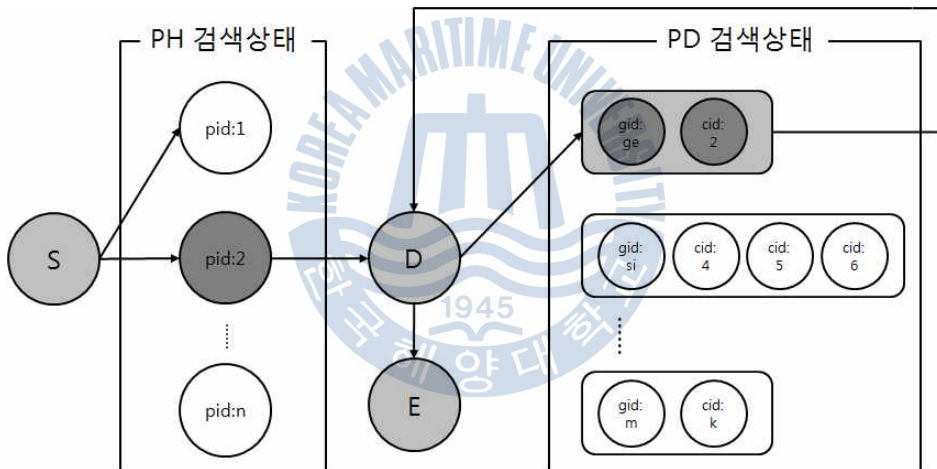 PH 검색상태
PD 검색상태
pid:1
pid:2
pid:n
S
D
E
gid:
ge
cid:
2
gid:
si
cid:
4
cid:
5
cid:
6
gid:
m
cid:
k
KOREA MARITIME UNIVERSITY
1945
한국해양대학교